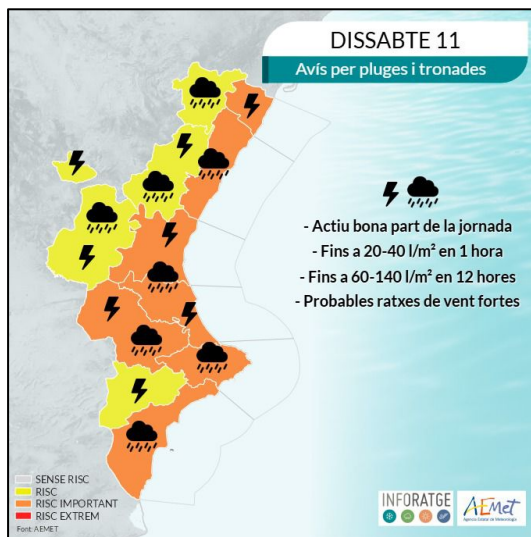 DISSABTE 11
Avís per pluges i tronades
- Actiu bona part de la jornada
- Fins a 20-40 l/m² en 1 hora
- Fins a 60-140 l/m² en 12 hores
- Probables ratxes de vent fortes
SENSE RISC
RISC
RISC IMPORTANT
RISC EXTREM
Font: AEMET
INFORATGE
AEMet
Agencia Estatal de Meteorología